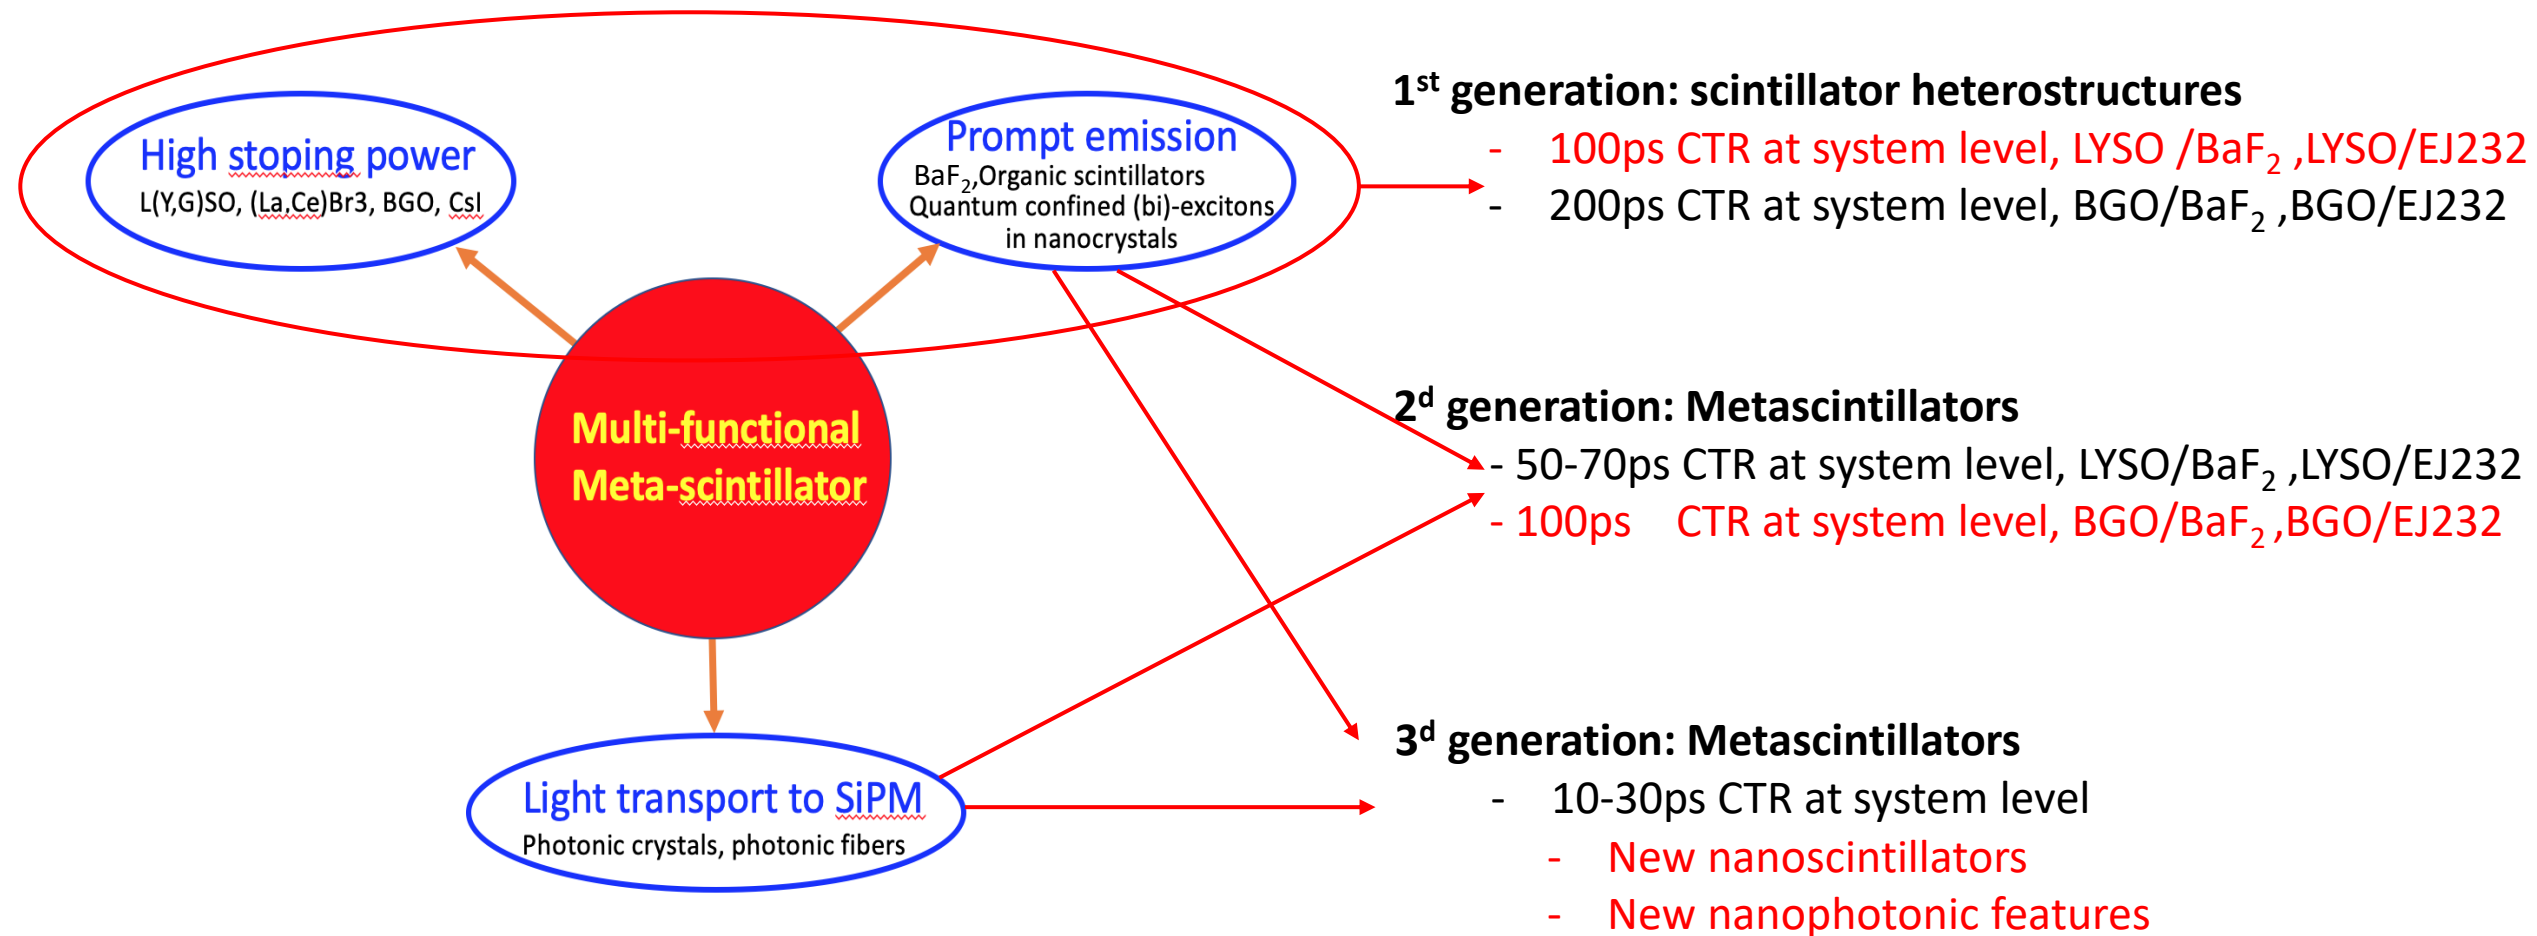 High stoping power
L(Y,G)SO, (La,Ce)Br3, BGO, CsI
Prompt emission
BaF₂,Organic scintillators
Quantum confined (bi)-excitons
in nanocrystals
Multi-functional
Meta-scintillator
Light transport to SiPM
Photonic crystals, photonic fibers
1ˢᵗ generation: scintillator heterostructures
- 100ps CTR at system level, LYSO /BaF₂ ,LYSO/EJ232
- 200ps CTR at system level, BGO/BaF₂ ,BGO/EJ232
2ᵈ generation: Metascintillators
- 50-70ps CTR at system level, LYSO/BaF₂ ,LYSO/EJ232
- 100ps CTR at system level, BGO/BaF₂ ,BGO/EJ232
3ᵈ generation: Metascintillators
- 10-30ps CTR at system level
- New nanoscintillators
- New nanophotonic features